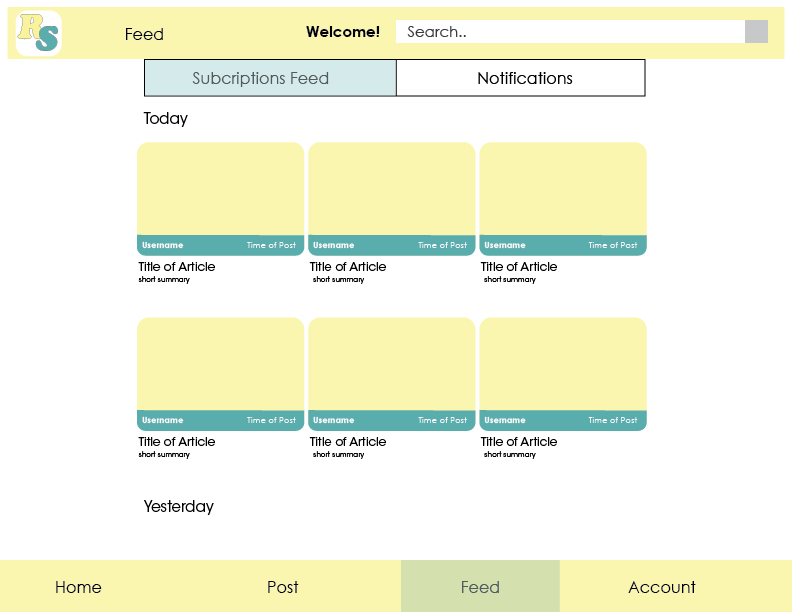 RS
Feed
Welcome!
Search..
Subcriptions Feed
Notifications
Today
Username Time of Post
Username Time of Post
Username Time of Post
Title of Article
Title of Article
Title of Article
short summary
short summary
short summary
Username Time of Post
Username Time of Post
Username Time of Post
Title of Article
Title of Article
Title of Article
short summary
short summary
short summary
Yesterday
Home
Post
Feed
Account